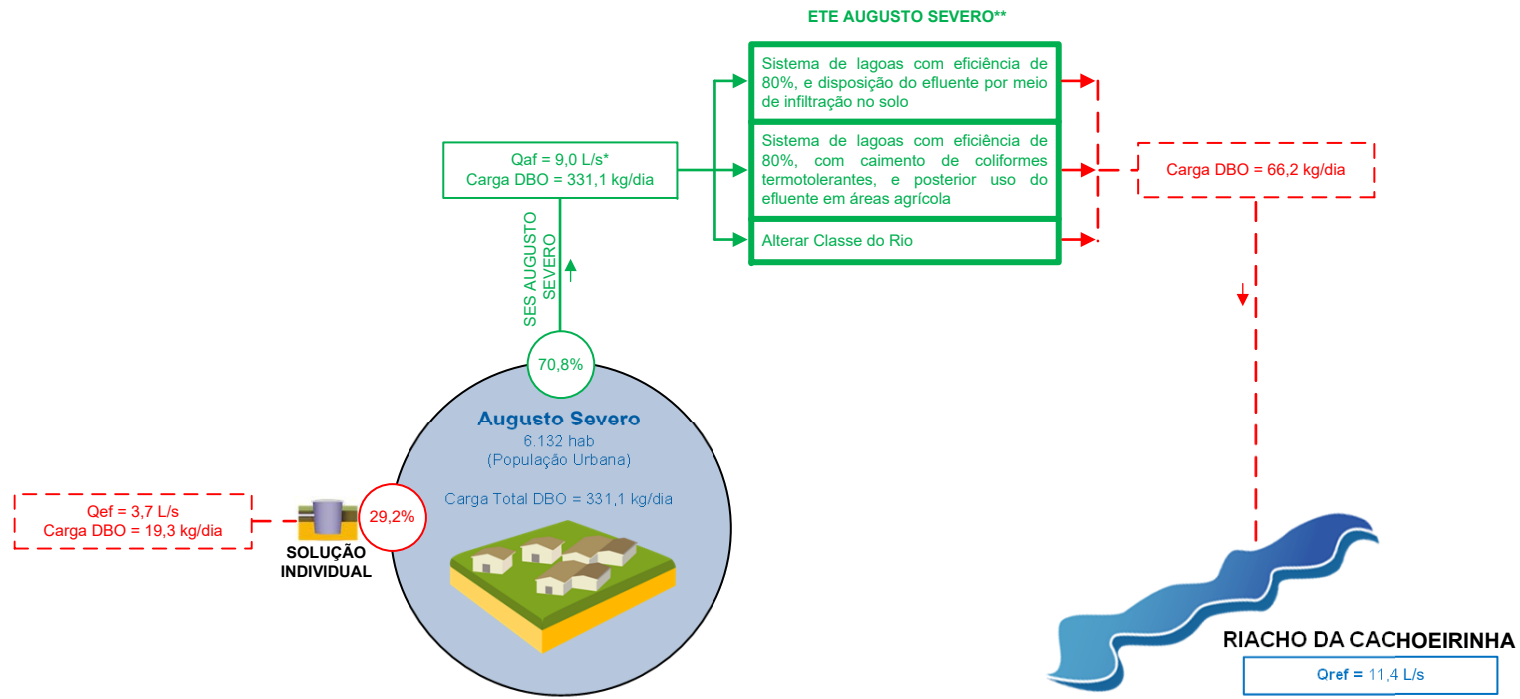 ETE AUGUSTO SEVERO**
Sistema de lagoas com eficiência de
80%, e disposição do efluente por meio
de infiltração no solo
Sistema de lagoas com eficiência de
80%, com caimento de coliformes
termotolerantes, e posterior uso do
efluente em áreas agrícola
Alterar Classe do Rio
Qaf = 9,0 L/s*
Carga DBO = 331,1 kg/dia
Carga DBO = 66,2 kg/dia
SES AUGUSTO
SEVERO
70,8%
Augusto Severo
6.132 hab
(População Urbana)
Carga Total DBO = 331,1 kg/dia
29,2%
Qef = 3,7 L/s
Carga DBO = 19,3 kg/dia
SOLUÇÃO
INDIVIDUAL
RIACHO DA CACHOEIRINHA
Qref = 11,4 L/s